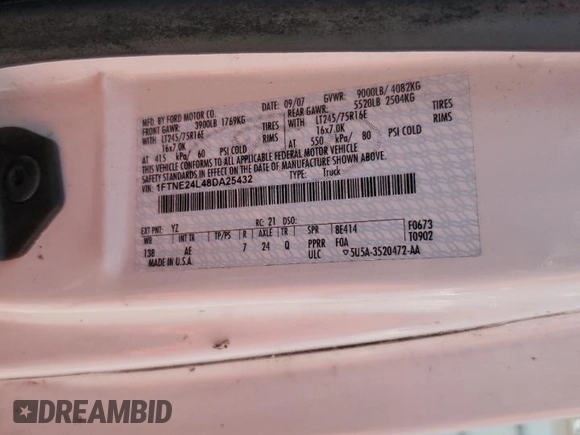 MFD. BY FORD MOTOR CO.
DATE: 09/07 GVWR: 9000LB/ 4082KG
FRONT GAWR: 3900LB 1769KG REAR GAWR: 5520LB 2504KG
WITH LT245/75R16E TIRES WITH LT245/75R16E TIRES
16x7.0K RIMS 16x7.0K RIMS
AT 415 kPa/ 60 PSI COLD AT 550 kPa/ 80 PSI COLD
THIS VEHICLE CONFORMS TO ALL APPLICABLE FEDERAL MOTOR VEHICLE
SAFETY STANDARDS IN EFFECT ON THE DATE OF MANUFACTURE SHOWN ABOVE.
VIN: 1FTNE24L48DA25432 TYPE: Truck
EXT PNT: YZ RC: 21 DSO:
WB INT TR TP/PS R AXLE TR SPR BE414 F0673
138 AE 7 24 Q PPRR FOA T0902
MADE IN U.S.A. ULC 5U5A-3520472-AA
DREAMBID